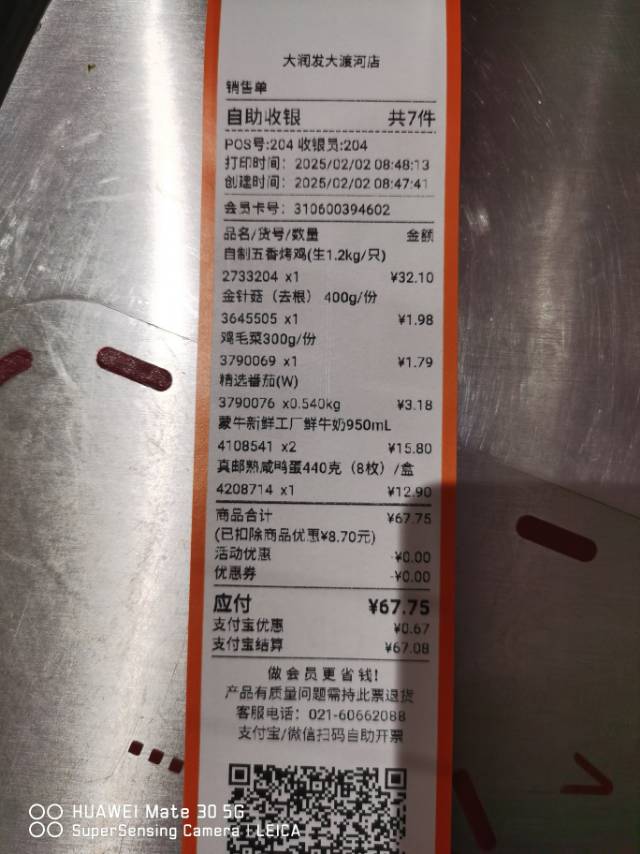 大润发大渡河店
销售单
自助收银 共7件
POS号:204 收银员:204
打印时间: 2025/02/02 08:48:13
创建时间: 2025/02/02 08:47:41
会员卡号: 310600394602
品名/货号/数量 金额
自制五香烤鸡(生1.2kg/只)
2733204 x1 ¥32.10
金针菇（去根） 400g/份
3645505 x1 ¥1.98
鸡毛菜300g/份
3790069 x1 ¥1.79
精选番茄(W)
3790076 x0.540kg ¥3.18
蒙牛新鲜工厂鲜牛奶950mL
4108541 x2 ¥15.80
真邮熟咸鸭蛋440克（8枚）/盒
4208714 x1 ¥12.90
商品合计 ¥67.75
(已扣除商品优惠¥8.70元)
活动优惠 -¥0.00
优惠券 -¥0.00
应付 ¥67.75
支付宝优惠 ¥0.67
支付宝结算 ¥67.08
做会员更省钱!
产品有质量问题需持此票退货
客服电话: 021-60662088
支付宝/微信扫码自助开票
HUAWEI Mate 30 5G
SuperSensing Camera | LEICA